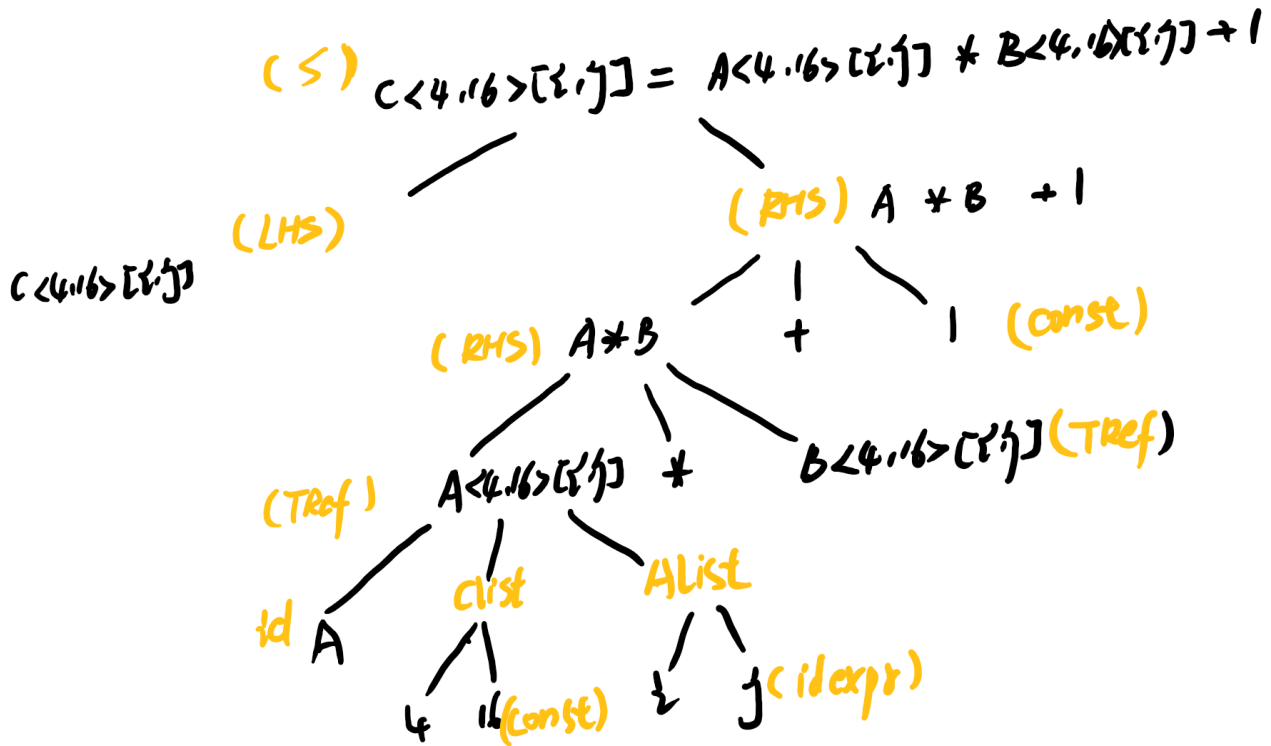 (S) C<4,16>[i,j] = A<4,16>[i,j] * B<4,16>[i,j] + 1
(LHS) (RHS) A * B + 1
C<4,16>[i,j]
(RHS) A*B + 1 (const)
(TRef) A<4,16>[i,j] * B<4,16>[i,j] (TRef)
id A Clist AList
4 16 (const) i j (idexpr)